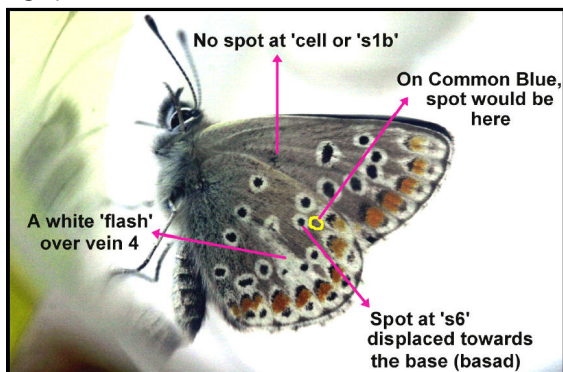 No spot at 'cell or 's1b'
On Common Blue,
spot would be
here
A white 'flash'
over vein 4
Spot at 's6'
displaced towards
the base (basad)